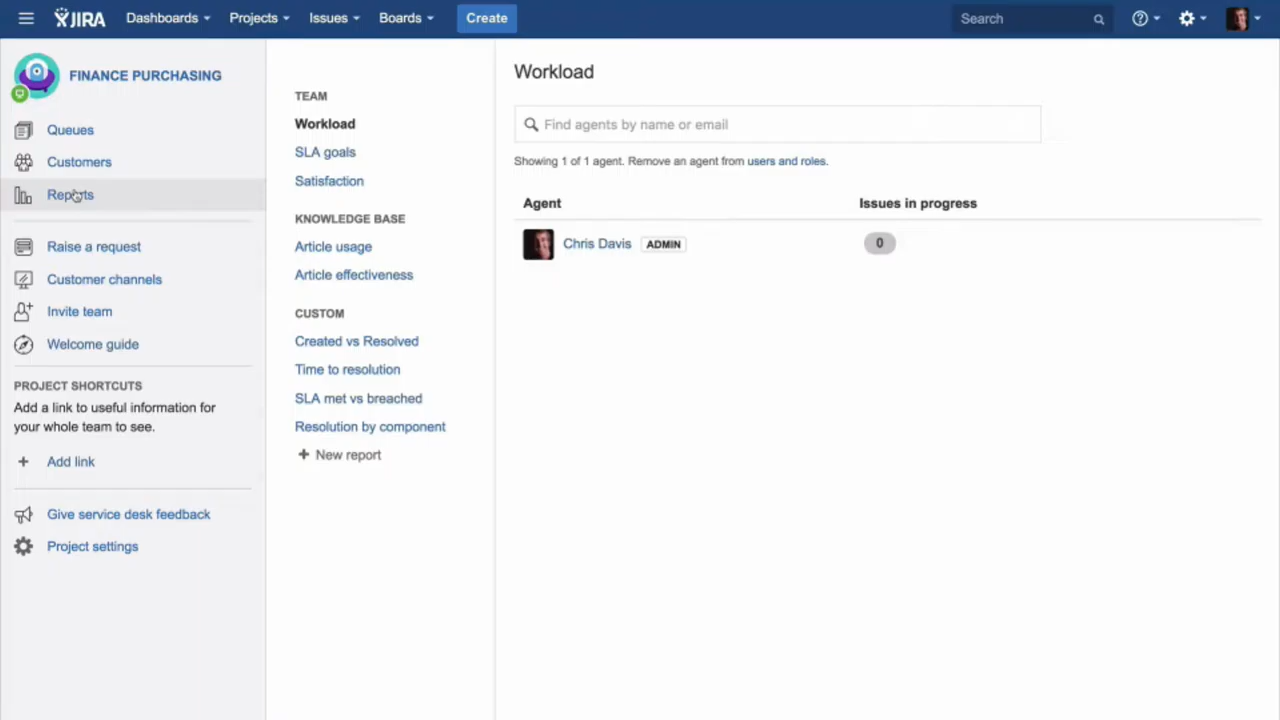 JIRA Dashboards Projects Issues Boards Create Search
FINANCE PURCHASING
Queues
Customers
Reports
Raise a request
Customer channels
Invite team
Welcome guide
PROJECT SHORTCUTS
Add a link to useful information for
your whole team to see.
+ Add link
Give service desk feedback
Project settings
TEAM
Workload
SLA goals
Satisfaction
KNOWLEDGE BASE
Article usage
Article effectiveness
CUSTOM
Created vs Resolved
Time to resolution
SLA met vs breached
Resolution by component
+ New report
Workload
Find agents by name or email
Showing 1 of 1 agent. Remove an agent from users and roles.
Agent Issues in progress
Chris Davis ADMIN 0